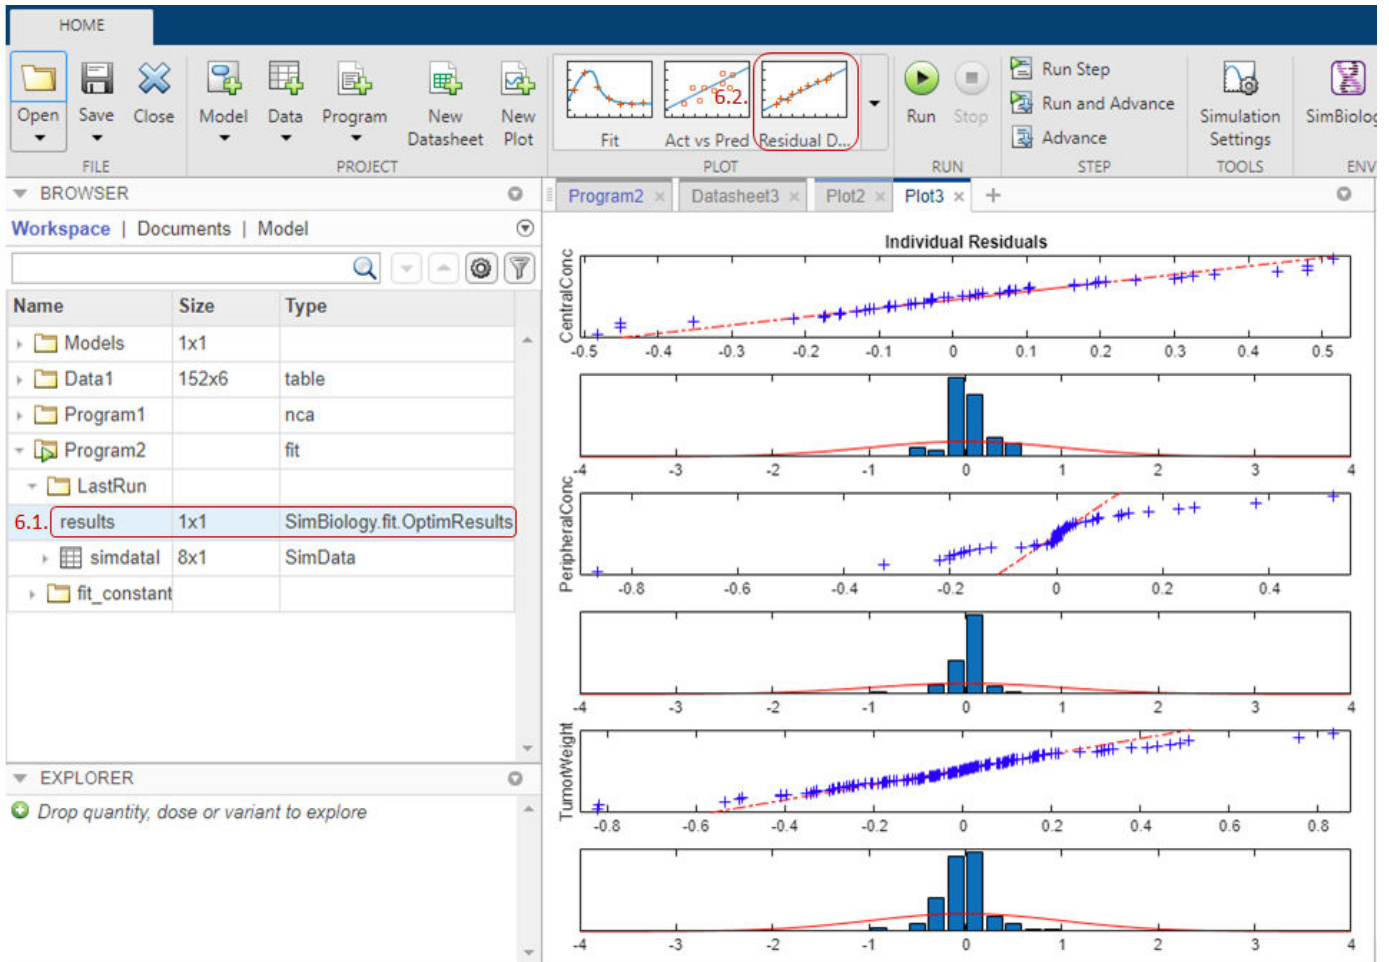 HOME
Open
Save
Close
Model
Data
Program
New Datasheet
New Plot
Fit
Act vs Pred
6.2.
Residual D...
Run
Stop
Run Step
Run and Advance
Advance
Simulation Settings
SimBiolog
FILE
PROJECT
PLOT
RUN
STEP
TOOLS
ENV
BROWSER
Workspace | Documents | Model
Name Size Type
Models 1x1
Data1 152x6 table
Program1 nca
Program2 fit
LastRun
6.1. results 1x1 SimBiology.fit.OptimResults
simdataI 8x1 SimData
fit_constant
EXPLORER
Drop quantity, dose or variant to explore
Program2 × Datasheet3 × Plot2 × Plot3 × +
Individual Residuals
CentralConc
-0.5 -0.4 -0.3 -0.2 -0.1 0 0.1 0.2 0.3 0.4 0.5
-4 -3 -2 -1 0 1 2 3 4
PeripheralConc
-0.8 -0.6 -0.4 -0.2 0 0.2 0.4
-4 -3 -2 -1 0 1 2 3 4
TumorWeight
-0.8 -0.6 -0.4 -0.2 0 0.2 0.4 0.6 0.8
-4 -3 -2 -1 0 1 2 3 4